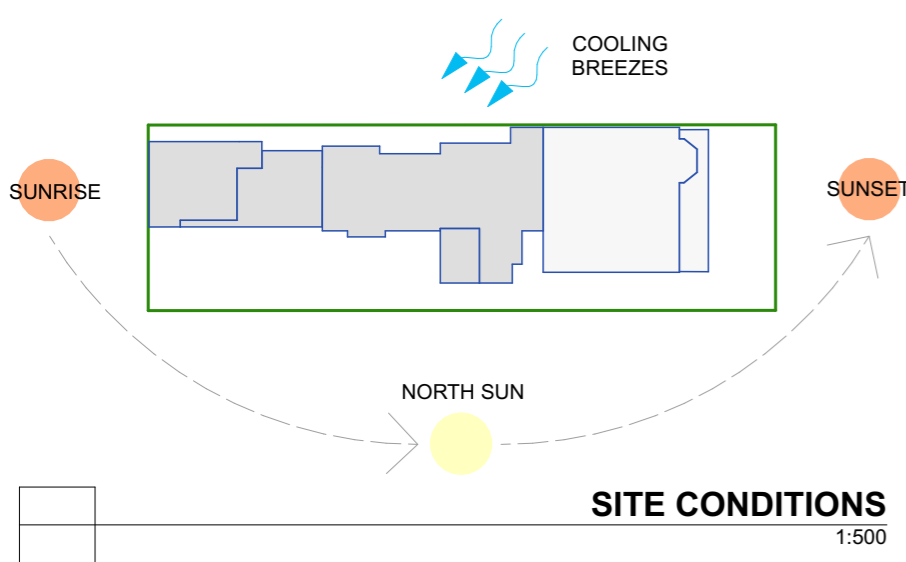 COOLING
BREEZES
SUNRISE
SUNSET
NORTH SUN
SITE CONDITIONS
1:500